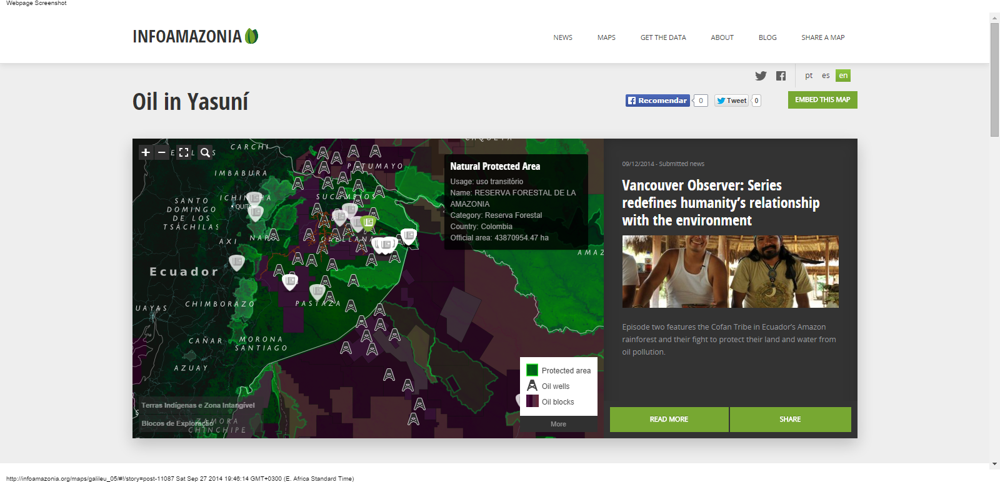 Webpage Screenshot
INFOAMAZONIA
NEWS
MAPS
GET THE DATA
ABOUT
BLOG
SHARE A MAP
pt
es
en
Oil in Yasuní
Recomendar
0
Tweet
0
EMBED THIS MAP
CARCHI
IMBABURA
PUTUMAYO
SANTO
DOMINGO
DE LOS
TSÁCHILAS
QUITO
NAPO
ORELLANA
Ecuador
CHIMBORAZO
PASTAZA
CAÑAR
MORONA
SANTIAGO
AZUAY
ZAMORA
CHINCHIPE
Terras Indígenas e Zona Intangível
Blocos de Exploração
Natural Protected Area
Usage: uso transitório
Name: RESERVA FORESTAL DE LA
AMAZONIA
Category: Reserva Forestal
Country: Colombia
Official area: 43870954.47 ha
AMAZ
Protected area
Oil wells
Oil blocks
More
09/12/2014 - Submitted news
Vancouver Observer: Series
redefines humanity’s relationship
with the environment
Episode two features the Cofan Tribe in Ecuador’s Amazon
rainforest and their fight to protect their land and water from
oil pollution.
READ MORE
SHARE
http://infoamazonia.org/maps/galileu_05/#!/story=post-11087 Sat Sep 27 2014 19:46:14 GMT+0300 (E. Africa Standard Time)